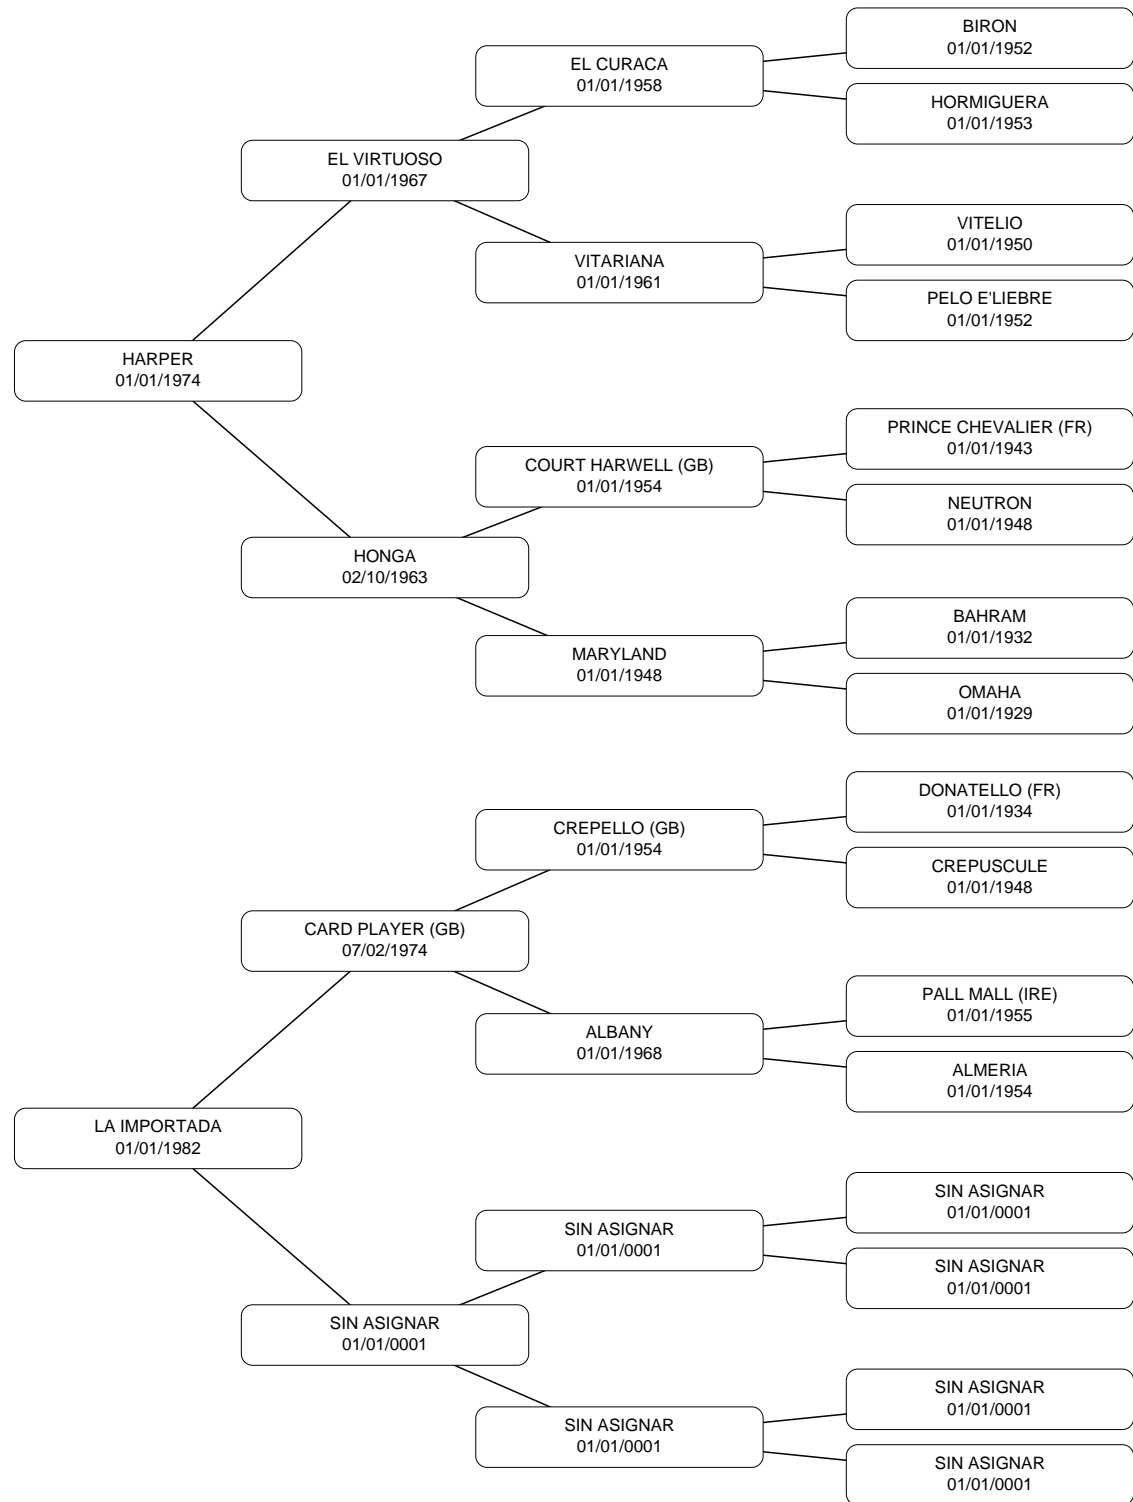 BIRON
01/01/1952
EL CURACA
01/01/1958
HORMIGUERA
01/01/1953
EL VIRTUOSO
01/01/1967
VITELIO
01/01/1950
VITARIANA
01/01/1961
PELO E'LIEBRE
01/01/1952
HARPER
01/01/1974
PRINCE CHEVALIER (FR)
01/01/1943
COURT HARWELL (GB)
01/01/1954
NEUTRON
01/01/1948
HONGA
02/10/1963
BAHRAM
01/01/1932
MARYLAND
01/01/1948
OMAHA
01/01/1929
DONATELLO (FR)
01/01/1934
CREPELLO (GB)
01/01/1954
CREPUSCULE
01/01/1948
CARD PLAYER (GB)
07/02/1974
PALL MALL (IRE)
01/01/1955
ALBANY
01/01/1968
ALMERIA
01/01/1954
LA IMPORTADA
01/01/1982
SIN ASIGNAR
01/01/0001
SIN ASIGNAR
01/01/0001
SIN ASIGNAR
01/01/0001
SIN ASIGNAR
01/01/0001
SIN ASIGNAR
01/01/0001
SIN ASIGNAR
01/01/0001
SIN ASIGNAR
01/01/0001